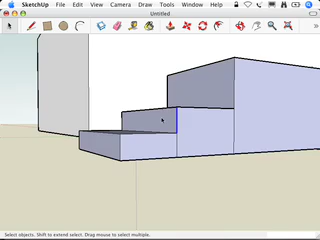 SketchUp File Edit View Camera Draw Tools Window Help
Untitled
Select objects. Shift to extend select. Drag mouse to select multiple.